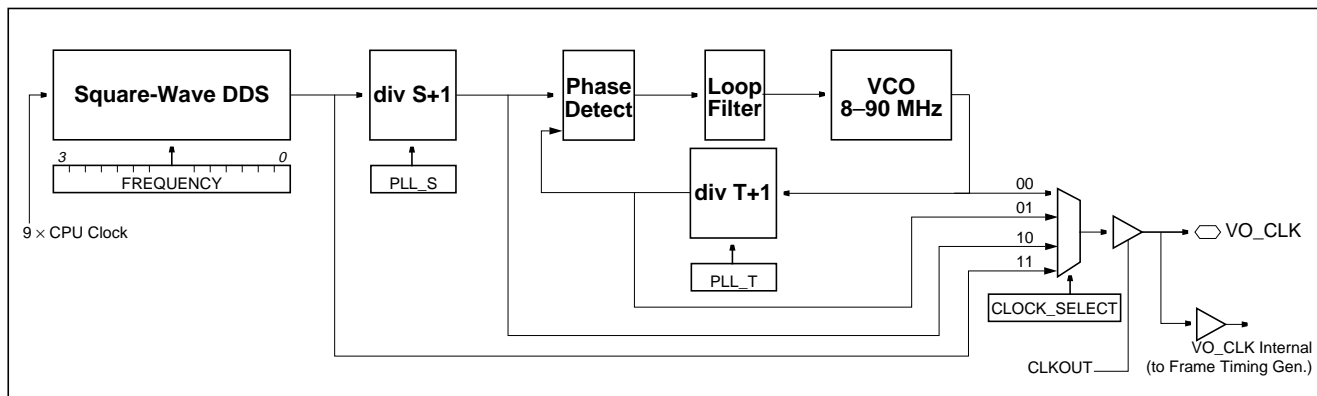 Square-Wave DDS
div S+1
Phase
Detect
Loop
Filter
VCO
8–90 MHz
3
0
FREQUENCY
PLL_S
div T+1
00
01
10
11
9 × CPU Clock
VO_CLK
PLL_T
CLOCK_SELECT
VO_CLK Internal
(to Frame Timing Gen.)
CLKOUT